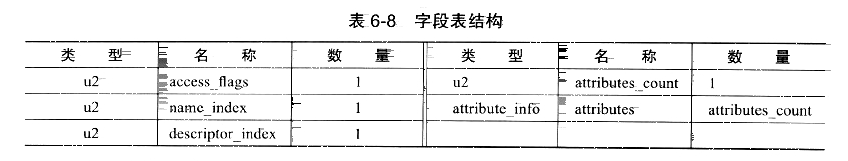 表 6-8 字段表结构
类 型 名 称 数 量 类 型 名 称 数 量
u2 access_flags 1 u2 attributes_count 1
u2 name_index 1 attribute_info attributes attributes_count
u2 descriptor_index 1